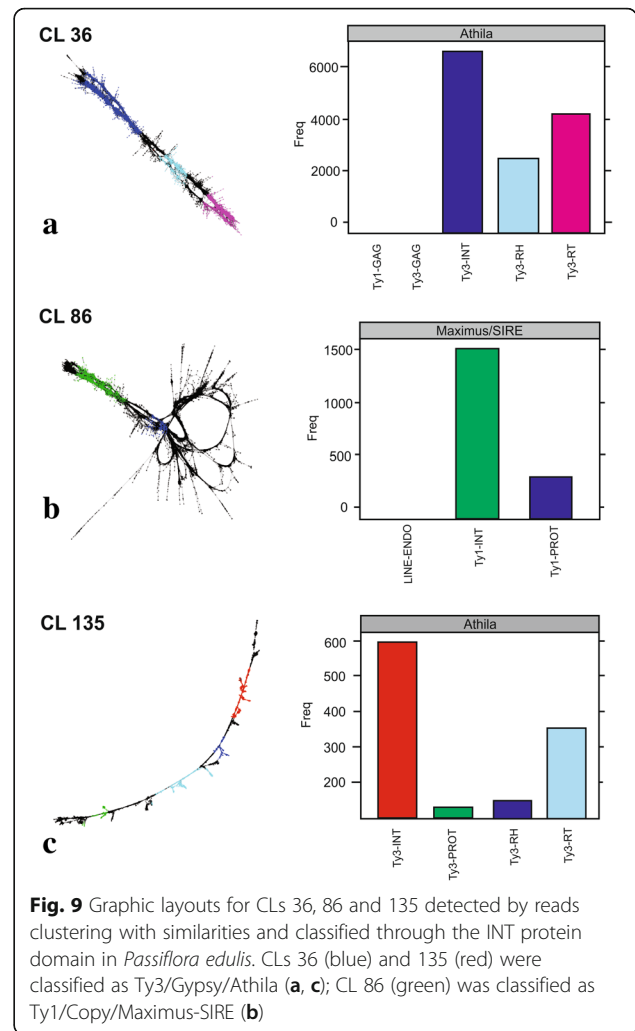 CL 36
Athila
6000
4000
2000
0
Freq
Ty1-GAG
Ty3-GAG
Ty3-INT
Ty3-RH
Ty3-RT
a
CL 86
Maximus/SIRE
1500
1000
500
0
Freq
LINE-ENDO
Ty1-INT
Ty1-PROT
b
CL 135
Athila
600
500
400
300
200
Freq
Ty3-INT
Ty3-PROT
Ty3-RH
Ty3-RT
c
Fig. 9 Graphic layouts for CLs 36, 86 and 135 detected by reads
clustering with similarities and classified through the INT protein
domain in Passiflora edulis. CLs 36 (blue) and 135 (red) were
classified as Ty3/Gypsy/Athila (a, c); CL 86 (green) was classified as
Ty1/Copy/Maximus-SIRE (b)